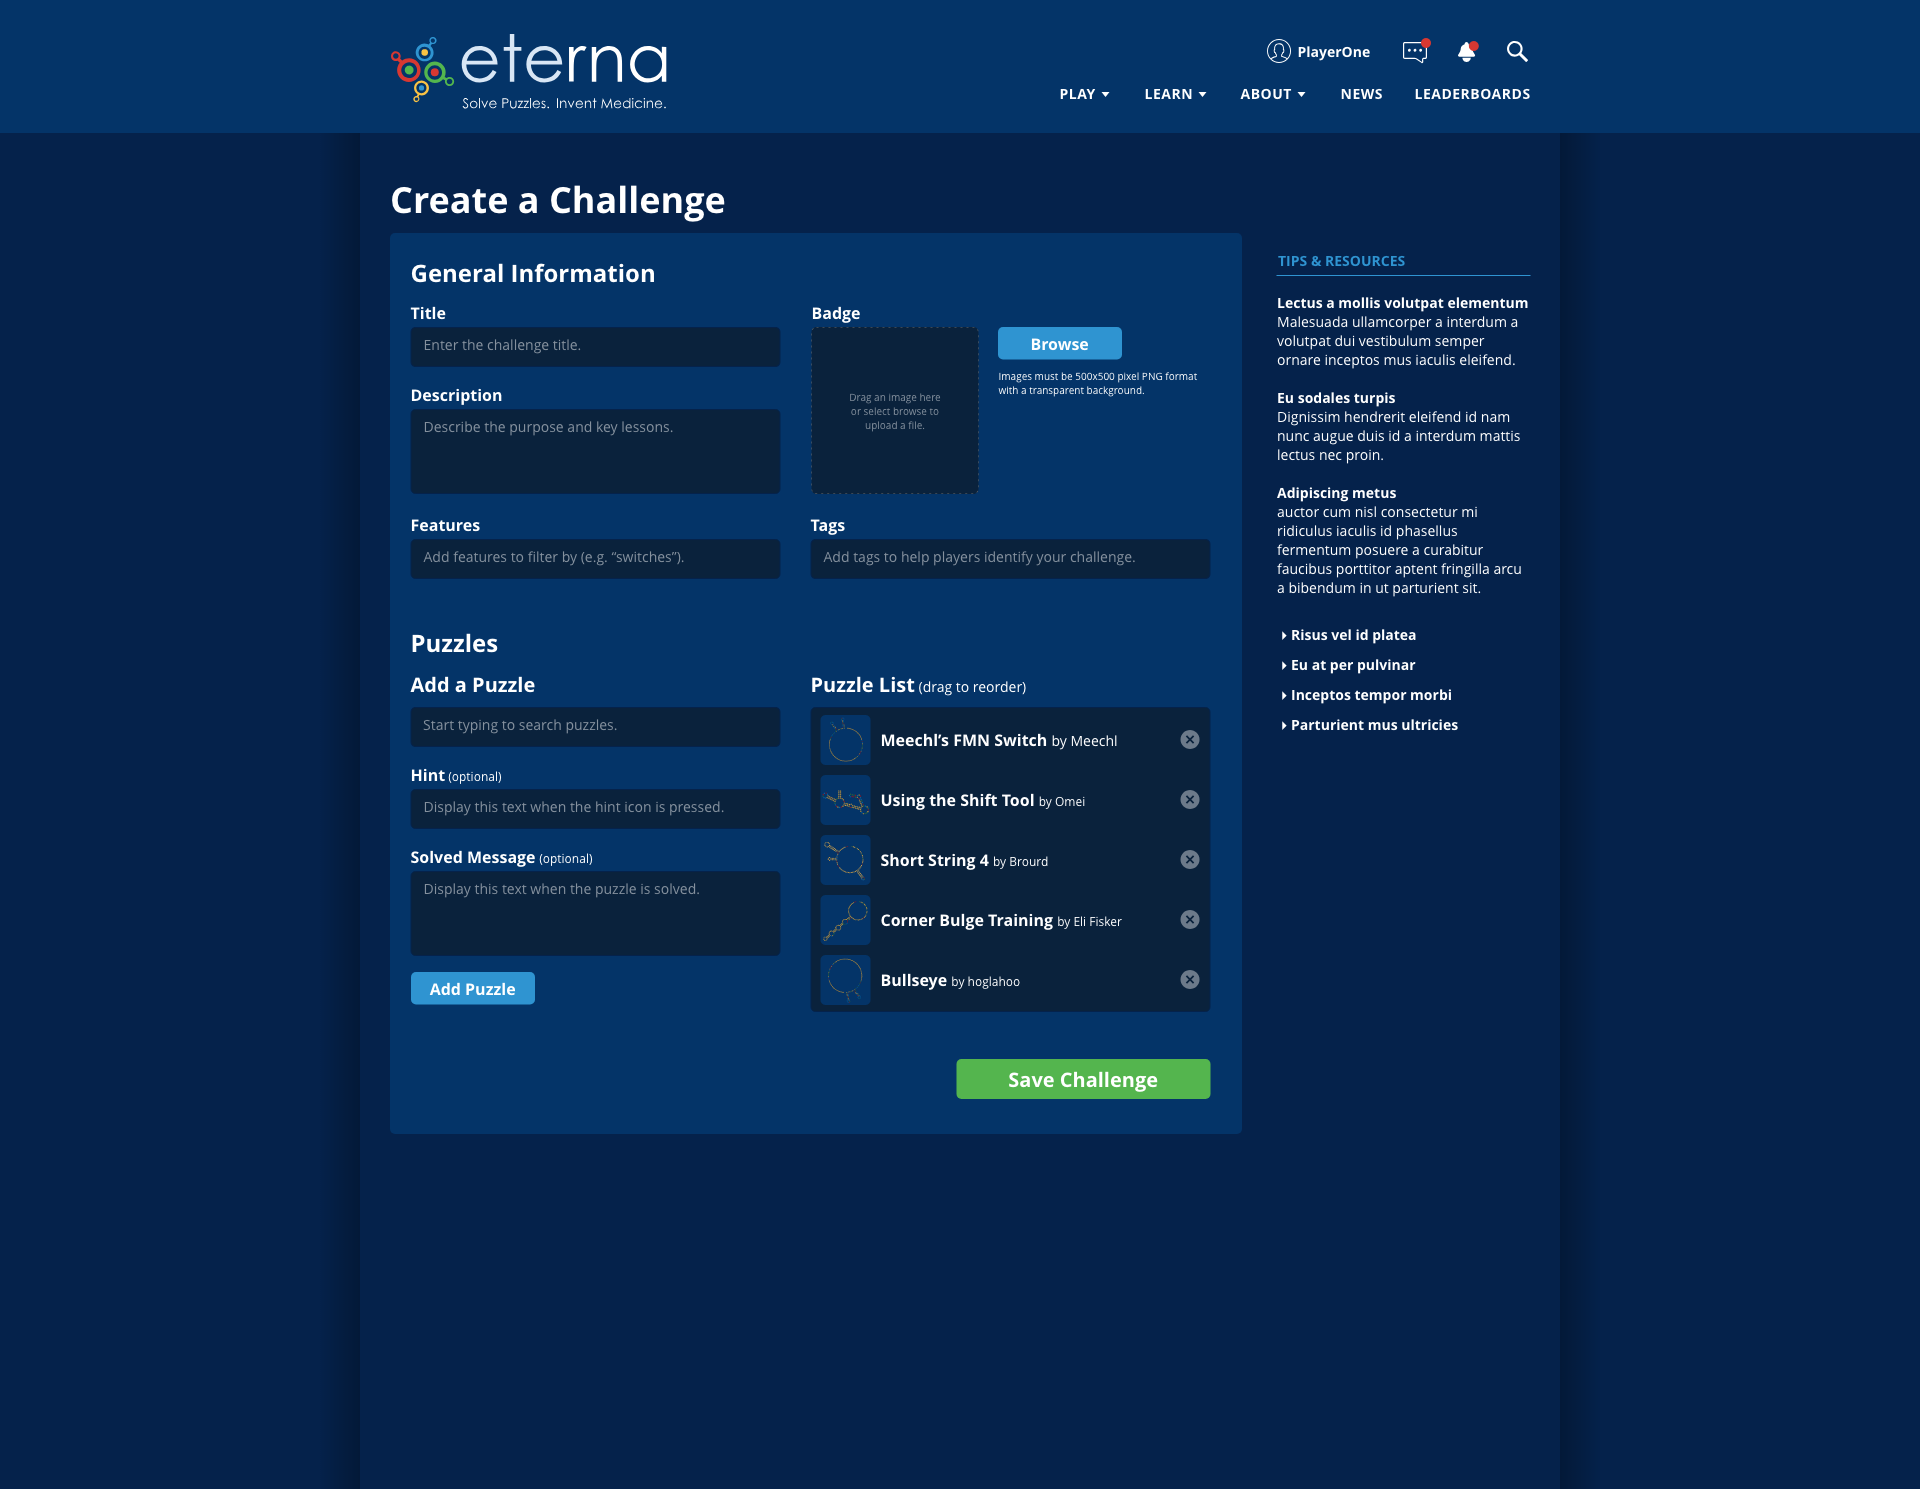 eterna
Solve Puzzles. Invent Medicine.
PlayerOne
PLAY
LEARN
ABOUT
NEWS
LEADERBOARDS
Create a Challenge
General Information
Title
Enter the challenge title.
Description
Describe the purpose and key lessons.
Badge
Drag an image here
or select browse to
upload a file.
Browse
Images must be 500x500 pixel PNG format
with a transparent background.
Features
Add features to filter by (e.g. “switches”).
Tags
Add tags to help players identify your challenge.
Puzzles
Add a Puzzle
Start typing to search puzzles.
Hint (optional)
Display this text when the hint icon is pressed.
Solved Message (optional)
Display this text when the puzzle is solved.
Add Puzzle
Puzzle List (drag to reorder)
Meechl’s FMN Switch by Meechl
Using the Shift Tool by Omei
Short String 4 by Brourd
Corner Bulge Training by Eli Fisker
Bullseye by hoglahoo
Save Challenge
TIPS & RESOURCES
Lectus a mollis volutpat elementum
Malesuada ullamcorper a interdum a
volutpat dui vestibulum semper
ornare inceptos mus iaculis eleifend.
Eu sodales turpis
Dignissim hendrerit eleifend id nam
nunc augue duis id a interdum mattis
lectus nec proin.
Adipiscing metus
auctor cum nisl consectetur mi
ridiculus iaculis id phasellus
fermentum posuere a curabitur
faucibus porttitor aptent fringilla arcu
a bibendum in ut parturient sit.
Risus vel id platea
Eu at per pulvinar
Inceptos tempor morbi
Parturient mus ultricies